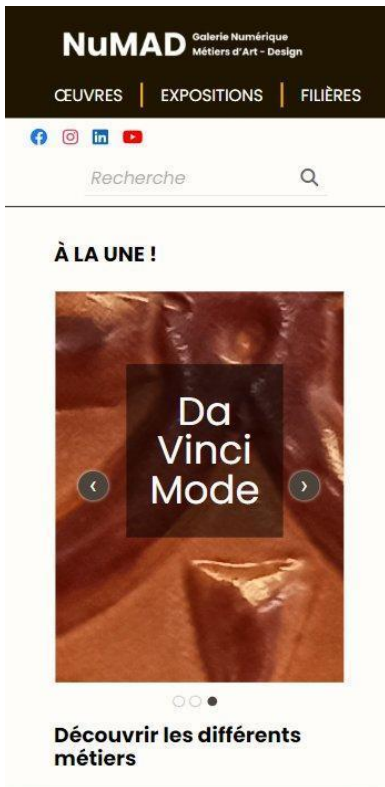 NuMAD Galerie Numérique
Métiers d'Art - Design
ŒUVRES | EXPOSITIONS | FILIÈRES
Recherche
À LA UNE !
Da
Vinci
Mode
Découvrir les différents
métiers